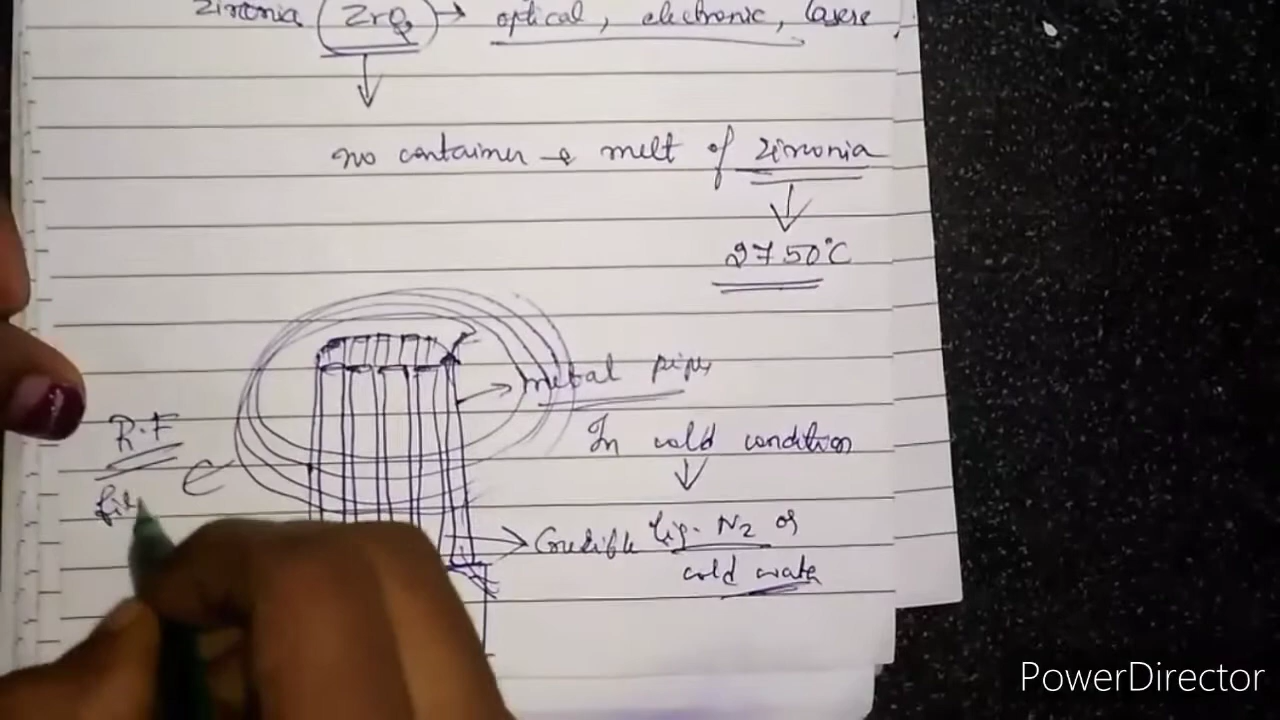 Zirconia ZrO2 → optical, electronic, lasers,
no container → melt of zirconia
2750°C
metal pipes
R.F
In cold condition
Crucible liq. N2 or
cold water
PowerDirector